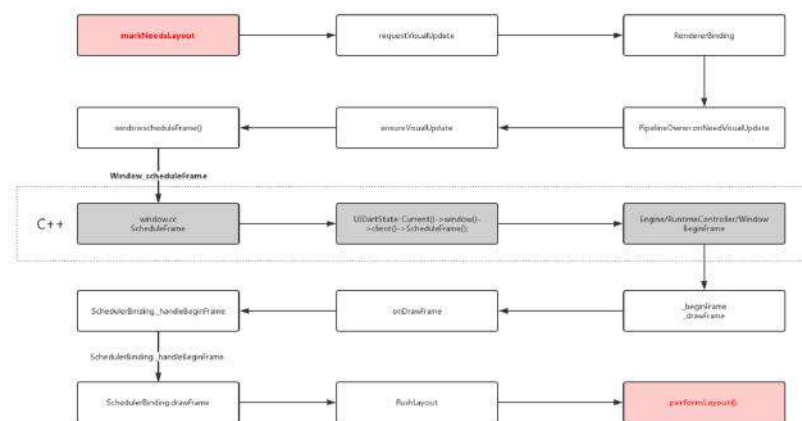 markNeedsLayout
requestVisualUpdate
RendererBinding
window.scheduleFrame()
ensureVisualUpdate
PipelineOwner.onNeedVisualUpdate
Window_scheduleFrame
C++
window.cc
ScheduleFrame
UIDartState::Current()->window()-
>client()->ScheduleFrame();
Engine/RuntimeController/Window
BeginFrame
SchedulerBinding._handleBeginFrame
onDrawFrame
_beginFrame
_drawFrame
SchedulerBinding._handleBeginFrame
SchedulerBinding.drawFrame
flushLayout
performLayout();